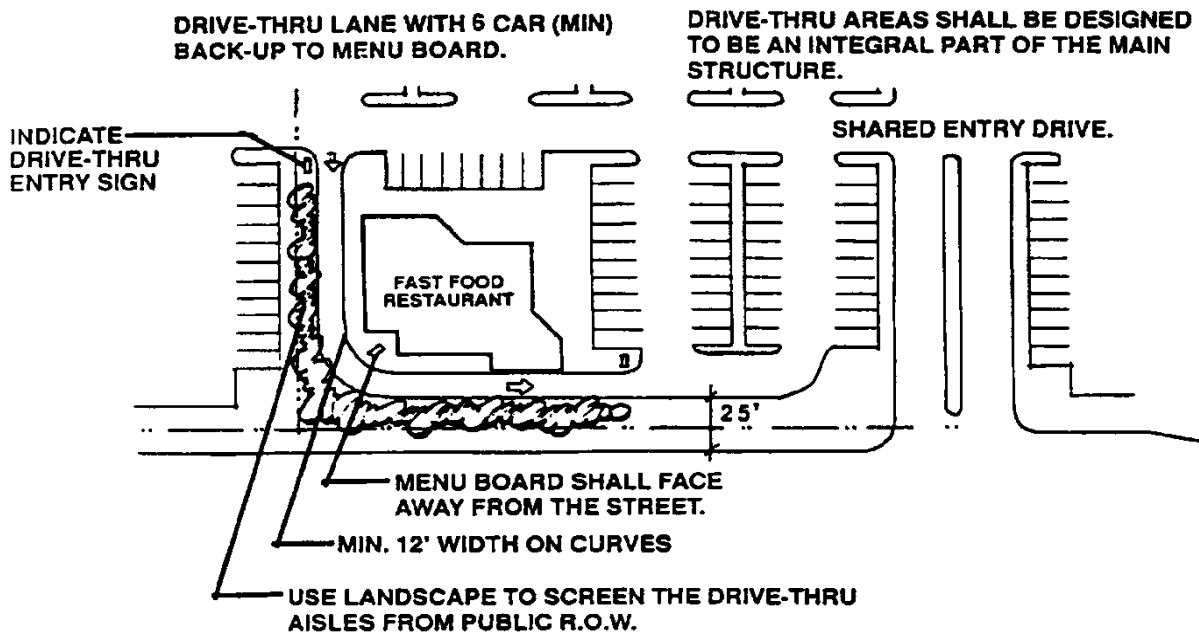 DRIVE-THRU LANE WITH 6 CAR (MIN)
BACK-UP TO MENU BOARD.
DRIVE-THRU AREAS SHALL BE DESIGNED
TO BE AN INTEGRAL PART OF THE MAIN
STRUCTURE.
INDICATE
DRIVE-THRU
ENTRY SIGN
SHARED ENTRY DRIVE.
FAST FOOD
RESTAURANT
25'
MENU BOARD SHALL FACE
AWAY FROM THE STREET.
MIN. 12' WIDTH ON CURVES
USE LANDSCAPE TO SCREEN THE DRIVE-THRU
AISLES FROM PUBLIC R.O.W.